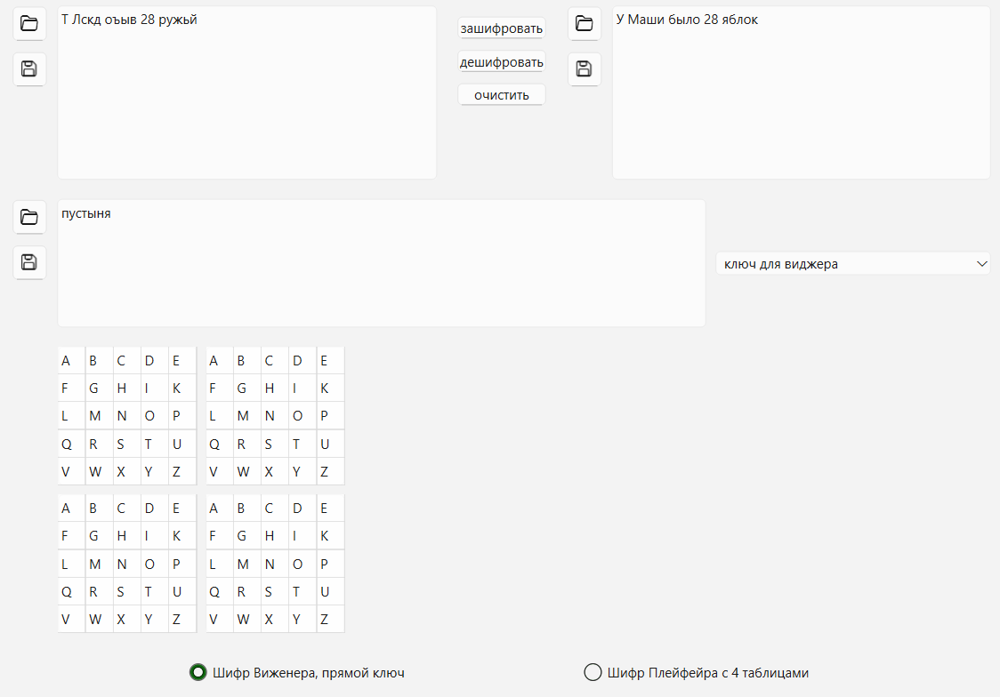 Т Лскд оъыв 28 ружьй
зашифровать
дешифровать
очистить
У Маши было 28 яблок
пустыня
ключ для виджера
A B C D E A B C D E
F G H I K F G H I K
L M N O P L M N O P
Q R S T U Q R S T U
V W X Y Z V W X Y Z
A B C D E A B C D E
F G H I K F G H I K
L M N O P L M N O P
Q R S T U Q R S T U
V W X Y Z V W X Y Z
Шифр Виженера, прямой ключ
Шифр Плейфейра с 4 таблицами